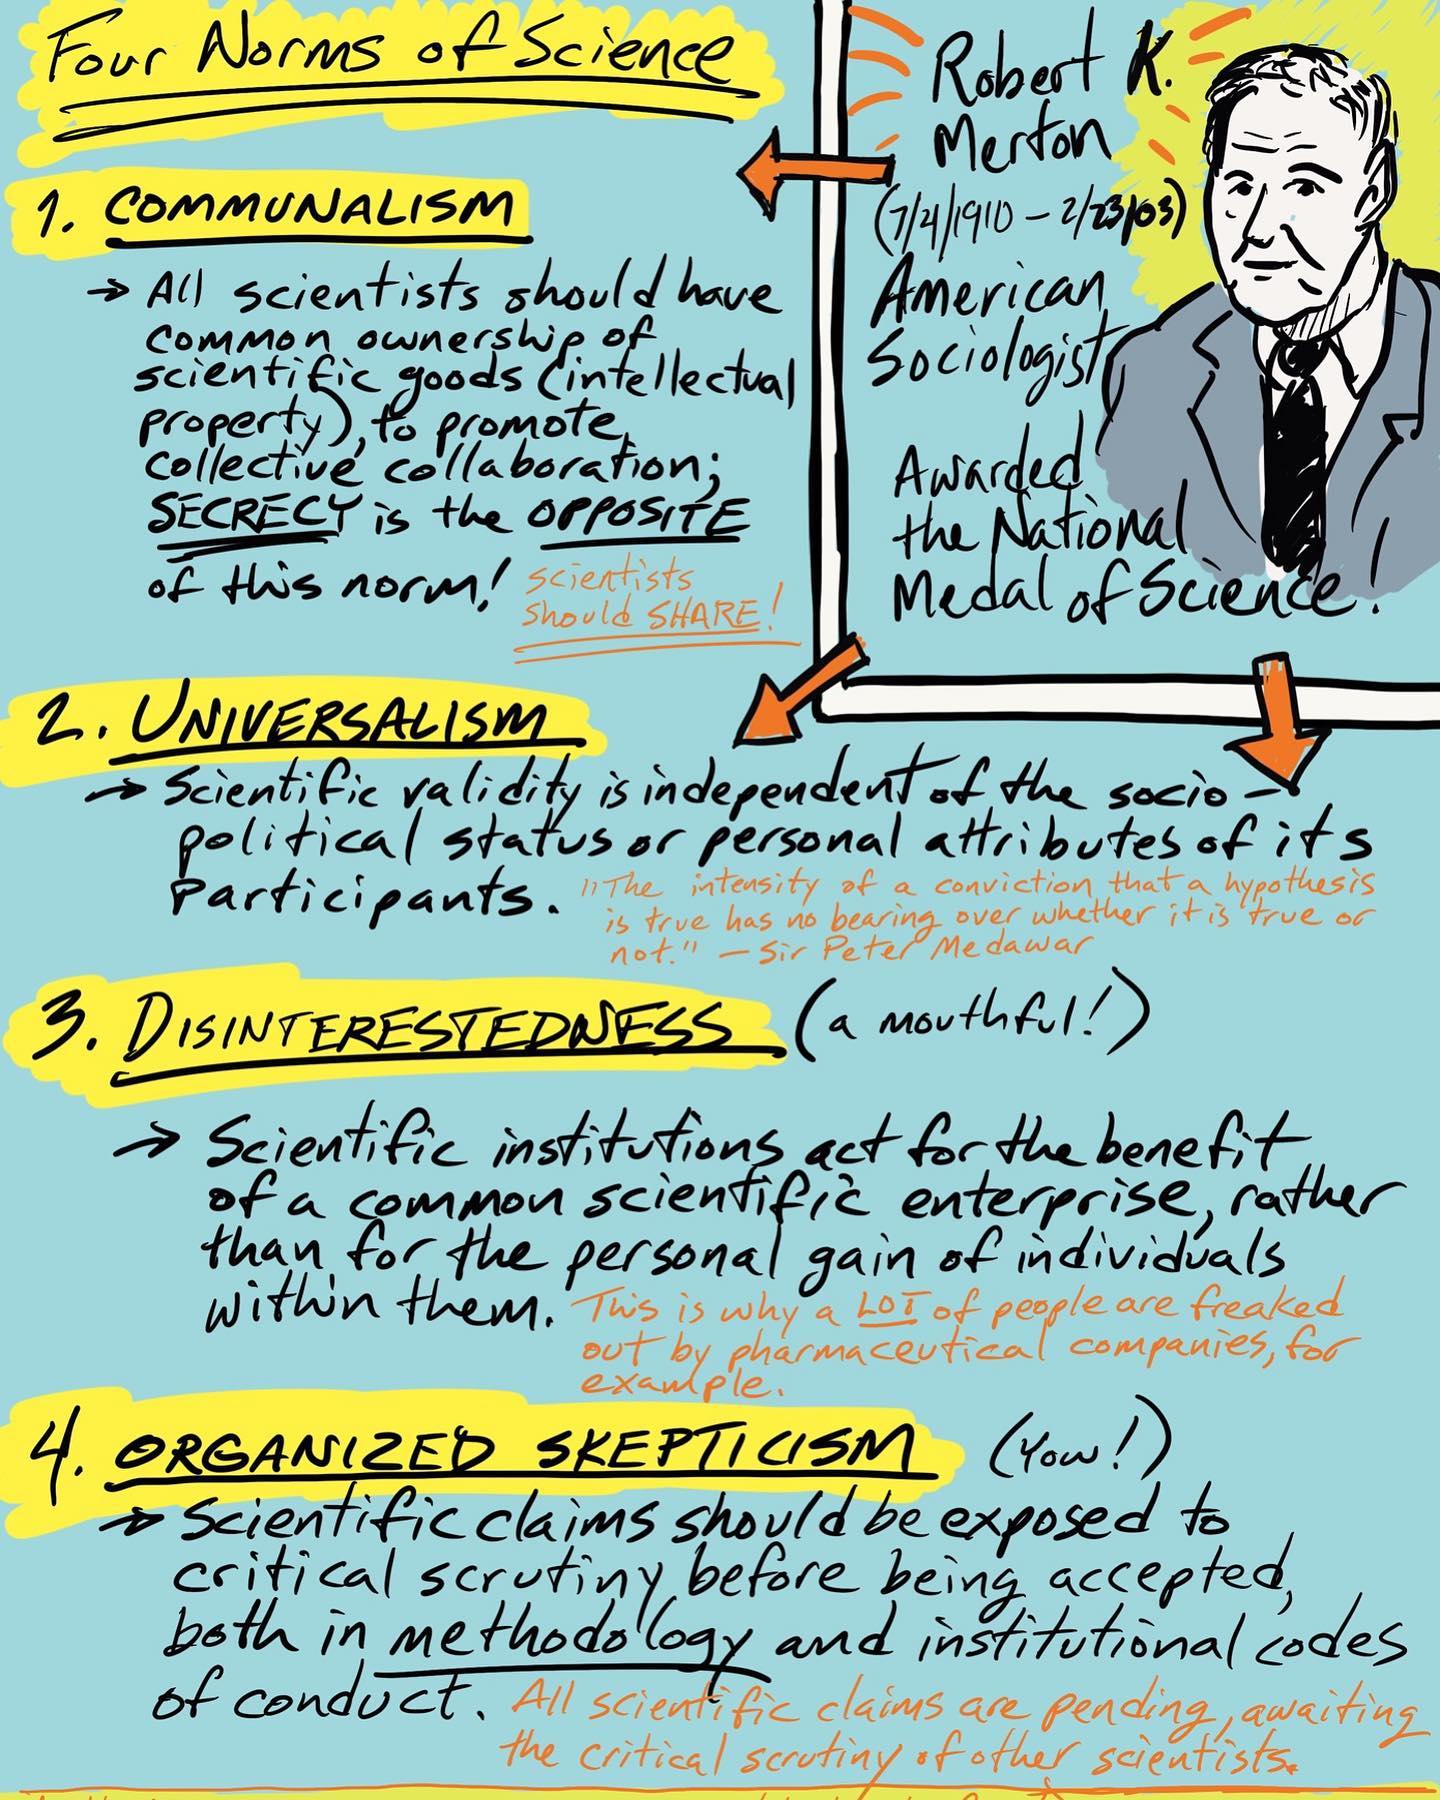 Four Norms of Science
Robert K.
Merton
(7/4/1910 – 2/23/03)
American
Sociologist
Awarded
the National
Medal of Science!
1. COMMUNALISM
→ All scientists should have
common ownership of
scientific goods (intellectual
property), to promote
collective collaboration;
SECRECY is the OPPOSITE
of this norm!
scientists
should SHARE!
2. UNIVERSALISM
→ Scientific validity is independent of the socio-
political status or personal attributes of its
participants.
"The intensity of a conviction that a hypothesis
is true has no bearing over whether it is true or
not." – Sir Peter Medawar
3. DISINTERESTEDNESS (a mouthful!)
→ Scientific institutions act for the benefit
of a common scientific enterprise, rather
than for the personal gain of individuals
within them.
This is why a LOT of people are freaked
out by pharmaceutical companies, for
example.
4. ORGANIZED SKEPTICISM (Yow!)
→ Scientific claims should be exposed to
critical scrutiny before being accepted,
both in methodology and institutional codes
of conduct.
All scientific claims are pending, awaiting
the critical scrutiny of other scientists.